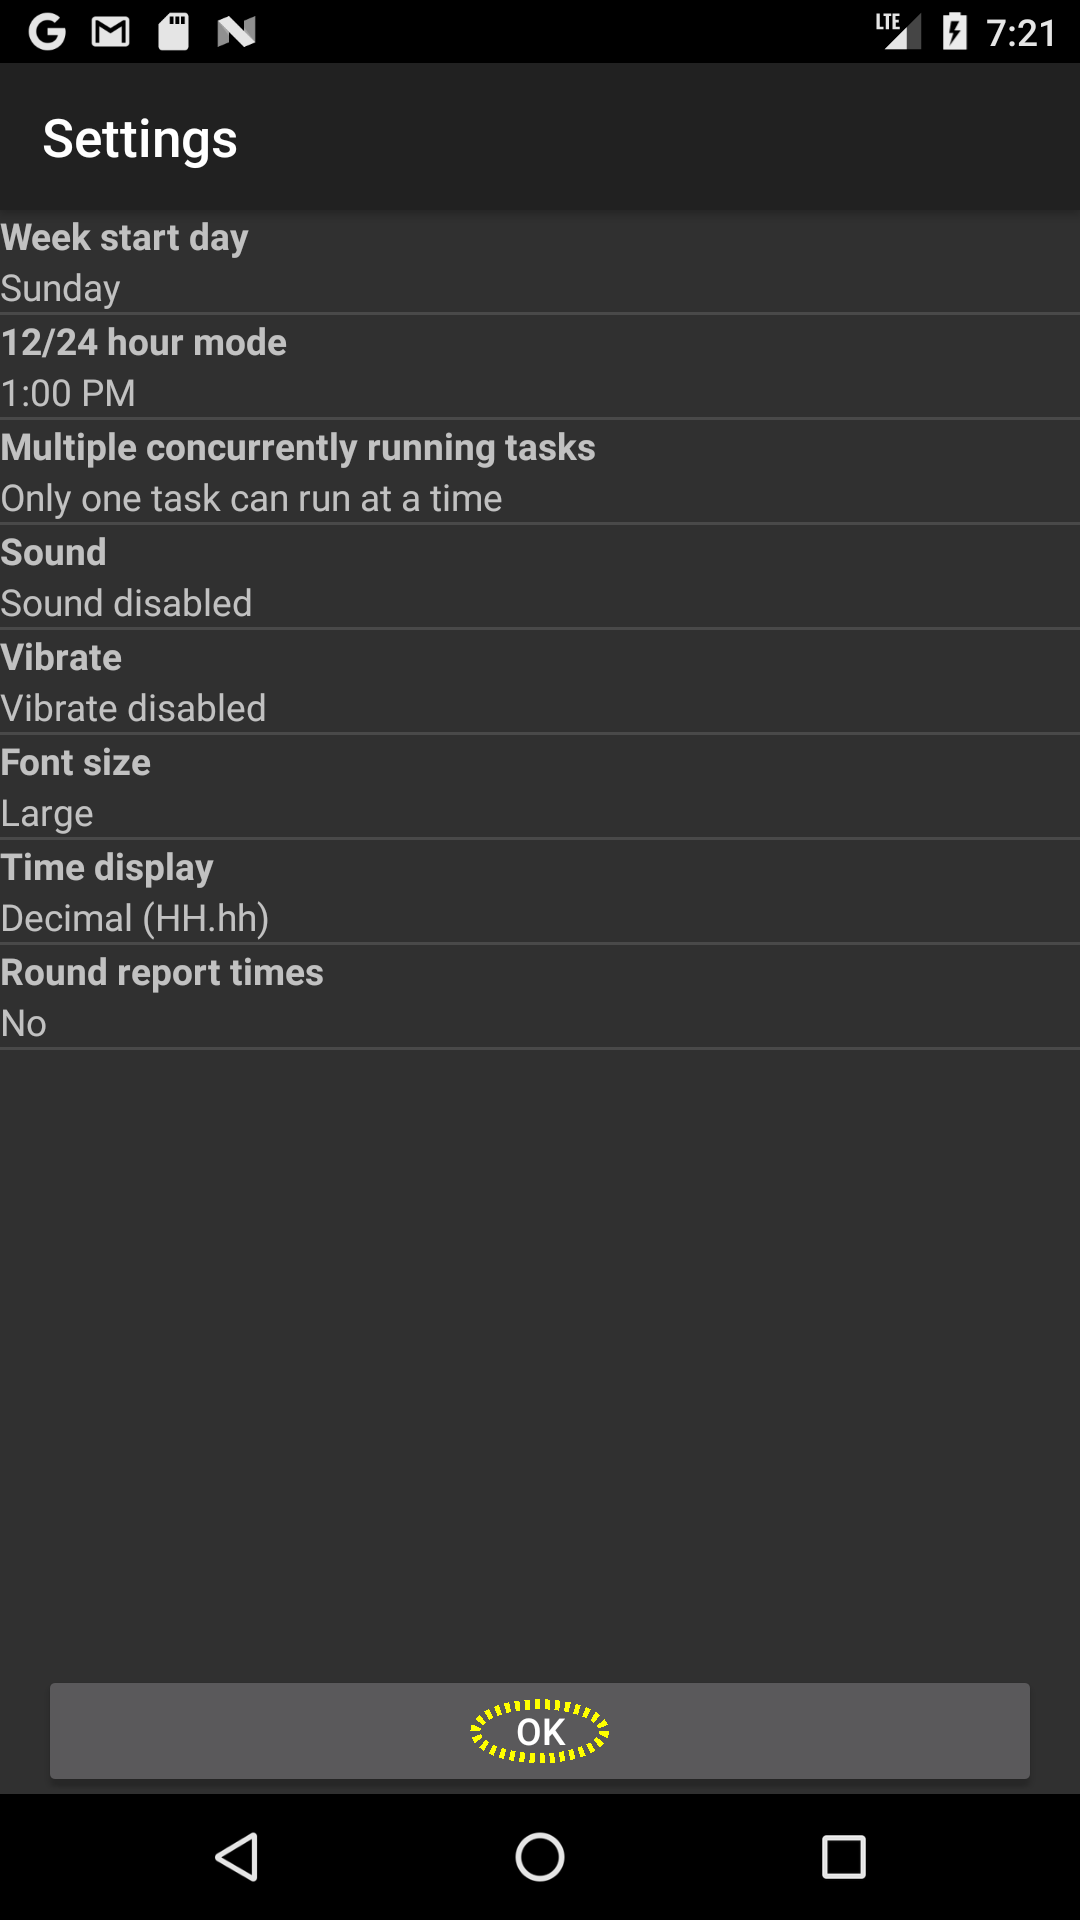 LTE 7:21
Settings
Week start day
Sunday
12/24 hour mode
1:00 PM
Multiple concurrently running tasks
Only one task can run at a time
Sound
Sound disabled
Vibrate
Vibrate disabled
Font size
Large
Time display
Decimal (HH.hh)
Round report times
No
OK